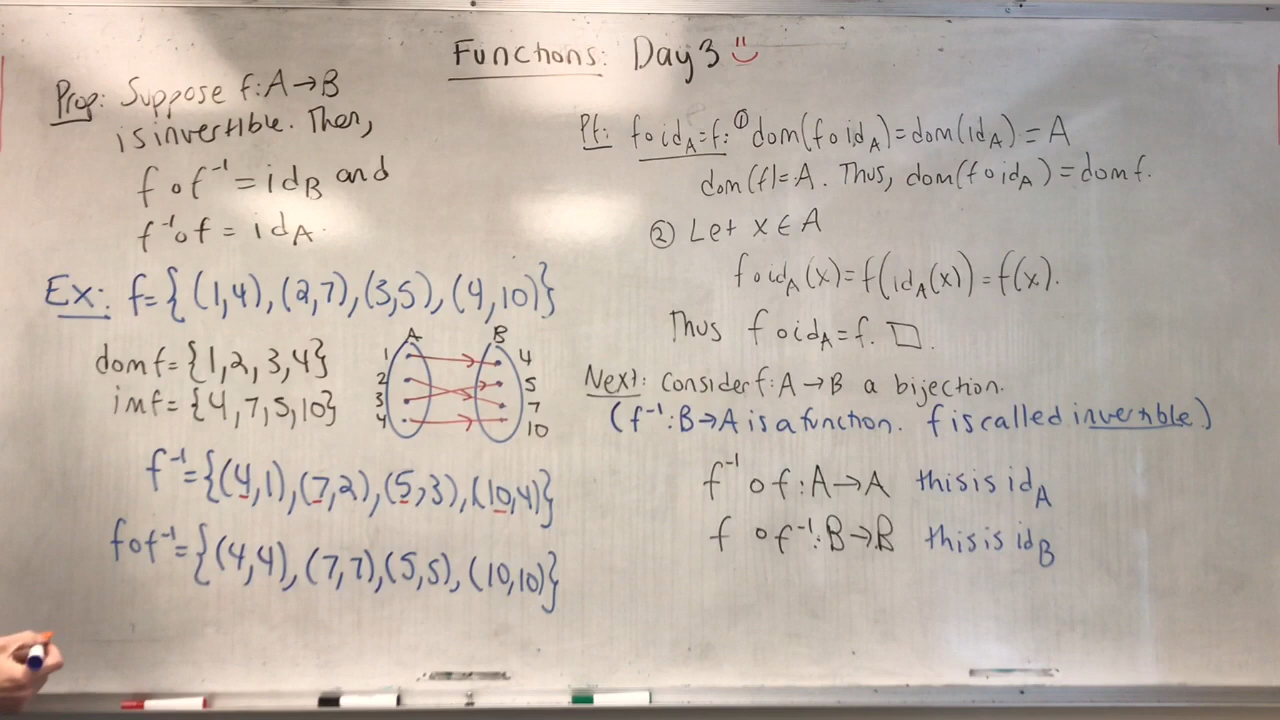 Functions: Day 3
Prop: Suppose f:A→B
is invertible. Then,
f∘f⁻¹=id_B and
f⁻¹∘f=id_A.
Ex: f={(1,4),(2,7),(3,5),(4,10)}
dom f={1,2,3,4}
im f={4,7,5,10}
A B
1 4
2 5
3 7
4 10
f⁻¹={(4,1),(7,2),(5,3),(10,4)}
f∘f⁻¹={(4,4),(7,7),(5,5),(10,10)}
Pf: f∘id_A=f: ① dom(f∘id_A)=dom(id_A)=A
dom(f)=A. Thus, dom(f∘id_A)=dom f.
② Let x∈A
f∘id_A(x)=f(id_A(x))=f(x).
Thus f∘id_A=f. □.
Next: Consider f:A→B a bijection.
(f⁻¹:B→A is a function. f is called invertible.)
f⁻¹∘f:A→A this is id_A
f∘f⁻¹:B→B this is id_B